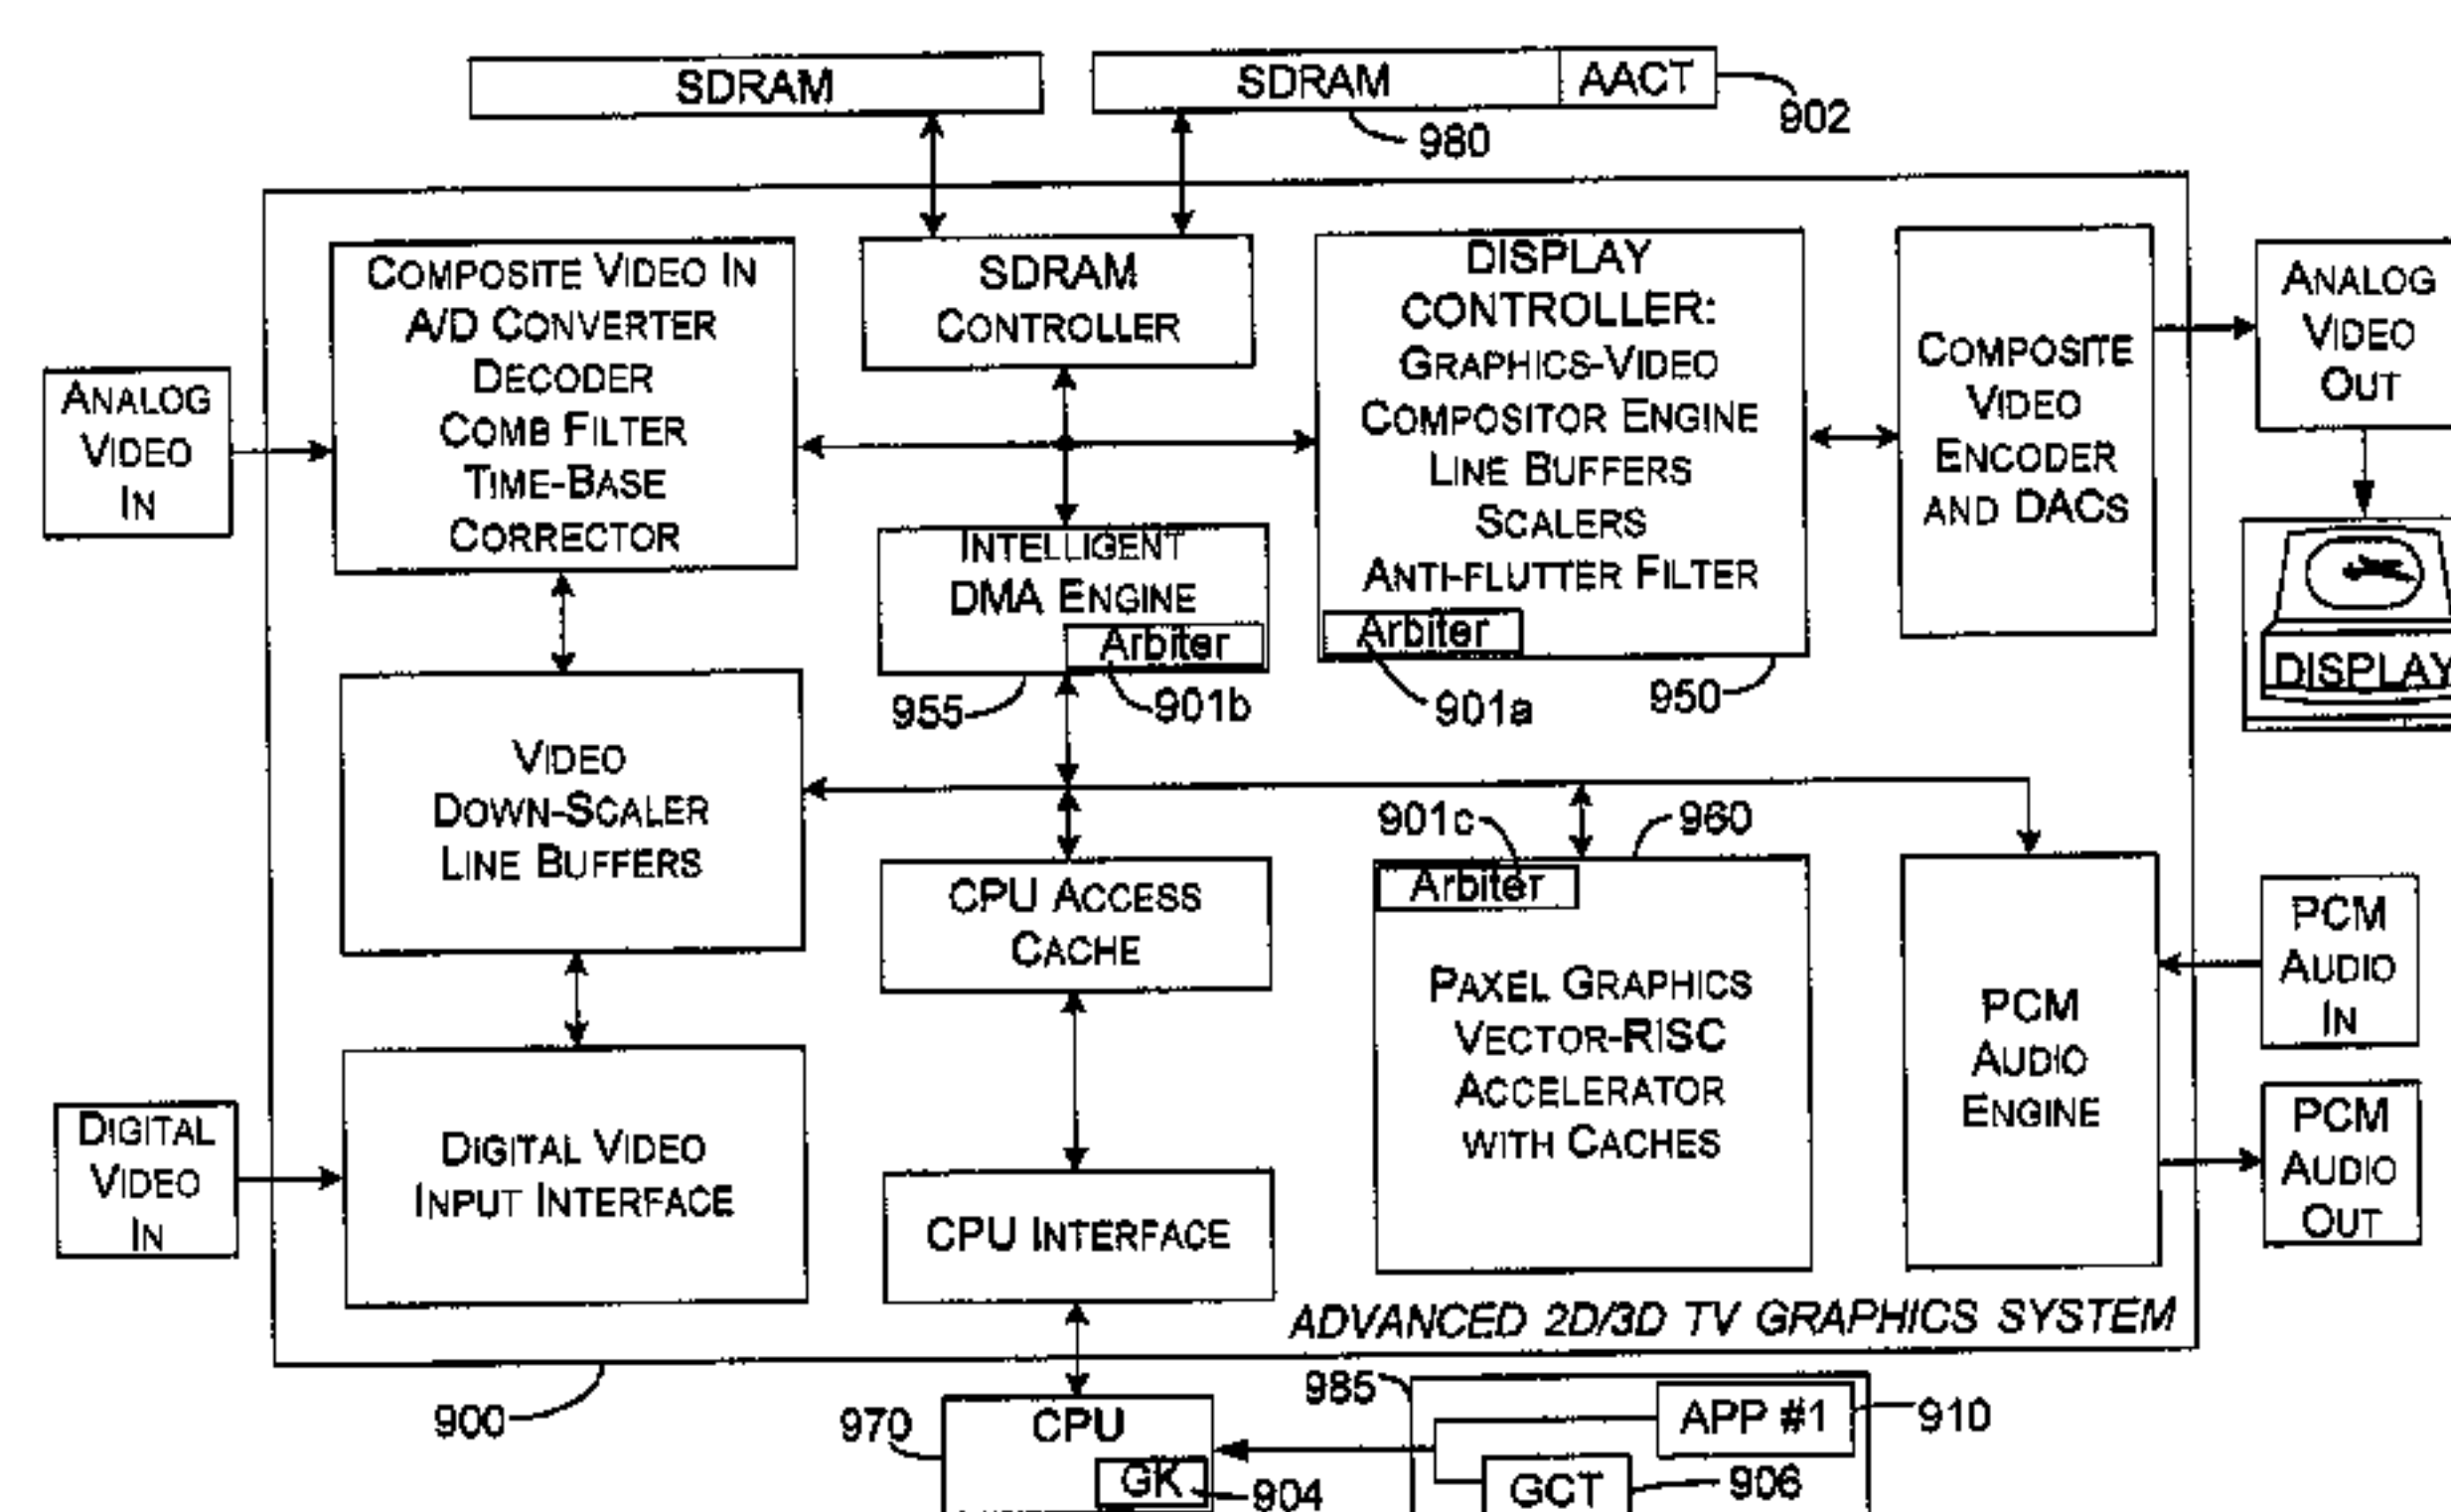 SDRAM
SDRAM
AACT
902
980
COMPOSITE VIDEO IN
A/D CONVERTER
DECODER
COMB FILTER
TIME-BASE
CORRECTOR
SDRAM
CONTROLLER
DISPLAY
CONTROLLER:
GRAPHICS-VIDEO
COMPOSITOR ENGINE
LINE BUFFERS
SCALERS
ANTI-FLUTTER FILTER
Arbiter
901a
950
COMPOSITE
VIDEO
ENCODER
AND DACS
ANALOG
VIDEO
OUT
DISPLAY
ANALOG
VIDEO
IN
INTELLIGENT
DMA ENGINE
Arbiter
955
901b
VIDEO
DOWN-SCALER
LINE BUFFERS
901c
960
Arbiter
PAXEL GRAPHICS
VECTOR-RISC
ACCELERATOR
WITH CACHES
CPU ACCESS
CACHE
PCM
AUDIO
ENGINE
PCM
AUDIO
IN
PCM
AUDIO
OUT
DIGITAL
VIDEO
IN
DIGITAL VIDEO
INPUT INTERFACE
CPU INTERFACE
ADVANCED 2D/3D TV GRAPHICS SYSTEM
900
970
CPU
GK
904
985
APP #1
910
GCT
906